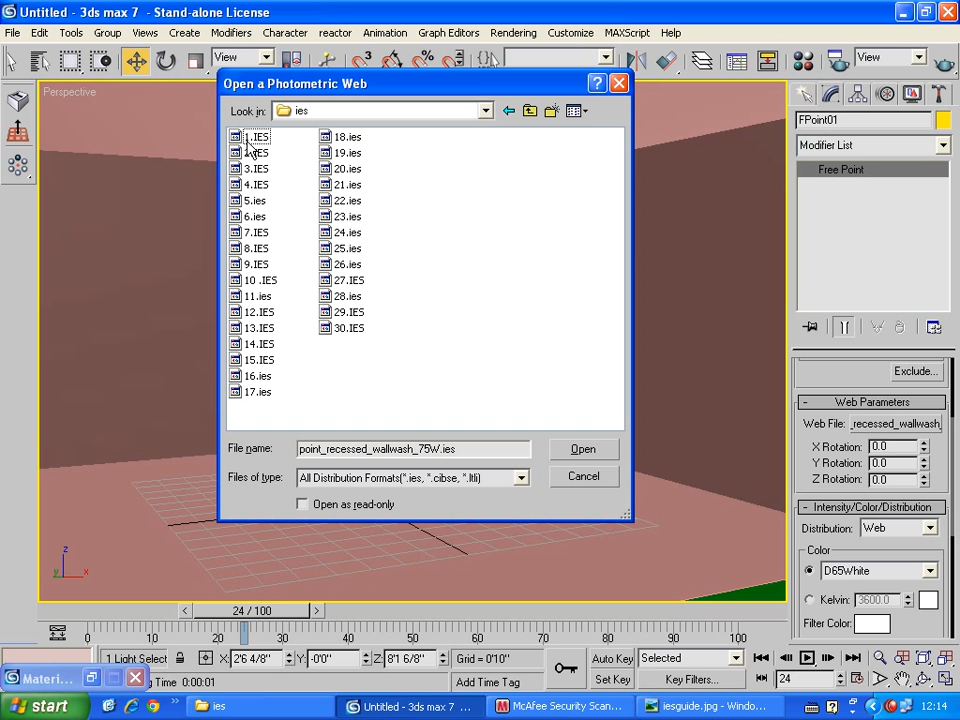 Untitled - 3ds max 7 - Stand-alone License
File Edit Tools Group Views Create Modifiers Character reactor Animation Graph Editors Rendering Customize MAXScript Help
View
View
Perspective
Open a Photometric Web
Look in: ies
1.IES
2.IES
3.IES
4.IES
5.ies
6.ies
7.IES
8.IES
9.IES
10 .IES
11.ies
12.IES
13.IES
14.IES
15.IES
16.ies
17.ies
18.ies
19.ies
20.ies
21.ies
22.ies
23.ies
24.ies
25.ies
26.ies
27.IES
28.ies
29.IES
30.IES
File name: point_recessed_wallwash_75W.ies
Open
Files of type: All Distribution Formats(*.ies, *.cibse, *.ltli)
Cancel
Open as read-only
FPoint01
Modifier List
Free Point
Exclude...
- Web Parameters
Web File: _recessed_wallwash_
X Rotation: 0.0
Y Rotation: 0.0
Z Rotation: 0.0
- Intensity/Color/Distribution
Distribution: Web
Color
D65White
Kelvin: 3600.0
Filter Color:
z
y x
< 24 / 100 >
0 10 20 30 40 50 60 70 80 90 100
1 Light Select X: 2'6 4/8" Y: -0'0" Z: 8'1 6/8" Grid = 0'10" Auto Key Selected
Materi... g Time 0:00:01 Add Time Tag Set Key Key Filters... 24
start » ies Untitled - 3ds max 7 ... McAfee Security Scan... iesguide.jpg - Windo... 12:14